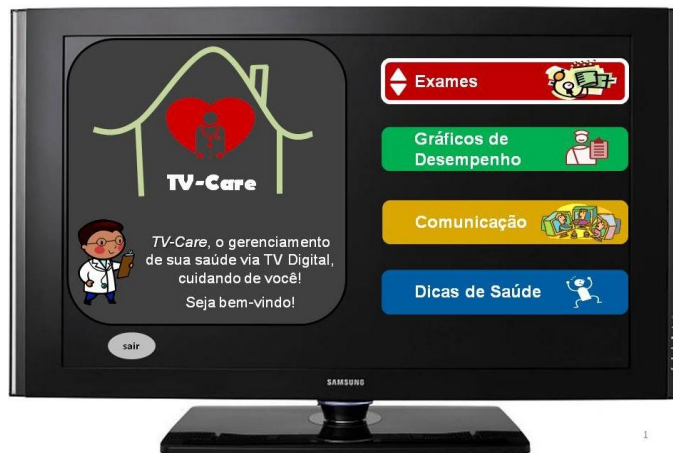 TV-Care
TV-Care, o gerenciamento
de sua saúde via TV Digital,
cuidando de você!
Seja bem-vindo!
sair
Exames
Gráficos de
Desempenho
Comunicação
Dicas de Saúde
SAMSUNG
1